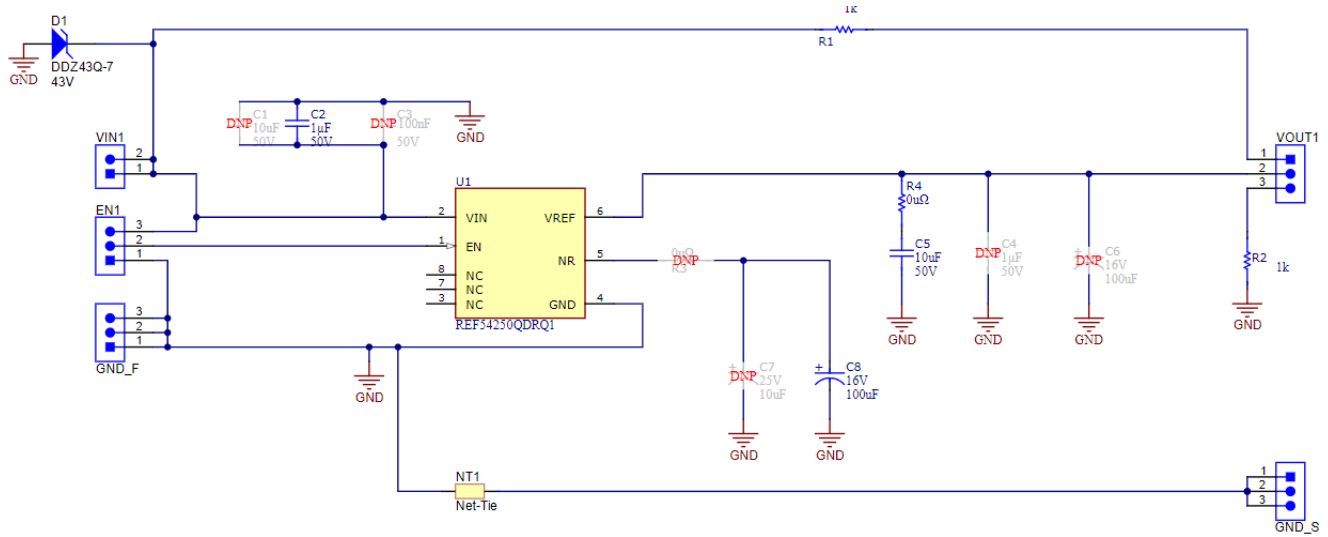 D1
GND
DDZ43Q-7
43V
1k
R1
VIN1
2
1
C1
DNP
10uF
50V
C2
1µF
50V
C3
DNP
100nF
50V
GND
VOUT1
1
2
3
EN1
3
2
1
U1
2
VIN
VREF
6
1
EN
NR
5
8
NC
7
NC
3
NC
GND
4
REF54250QDRQ1
0uΩ
DNP
R3
R4
0uΩ
C5
10uF
50V
GND
C4
DNP
1µF
50V
GND
C6
DNP
+
16V
100uF
GND
R2
1k
GND
3
2
1
GND_F
GND
C7
+
DNP
25V
10uF
GND
C8
+
16V
100uF
GND
NT1
Net-Tie
1
2
3
GND_S